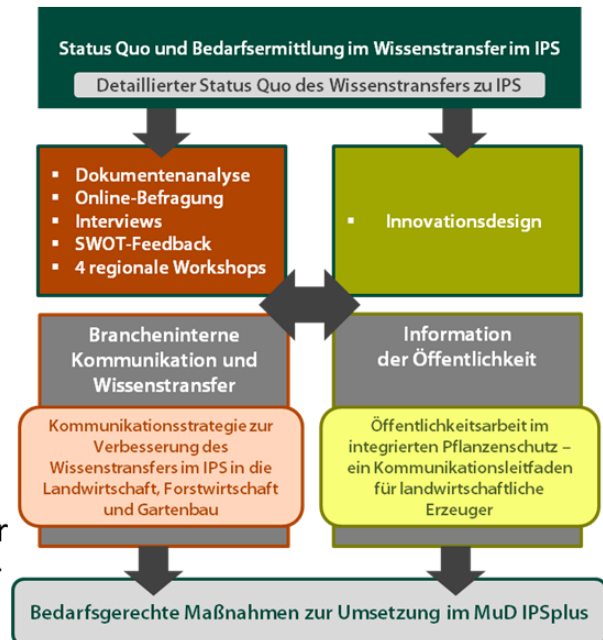 Status Quo und Bedarfsermittlung im Wissenstransfer im IPS
Detaillierter Status Quo des Wissenstransfers zu IPS
▪ Dokumentenanalyse
▪ Online-Befragung
▪ Interviews
▪ SWOT-Feedback
▪ 4 regionale Workshops
▪ Innovationsdesign
Brancheninterne
Kommunikation und
Wissenstransfer
Kommunikationsstrategie zur
Verbesserung des
Wissenstransfers im IPS in die
Landwirtschaft, Forstwirtschaft
und Gartenbau
Information
der Öffentlichkeit
Öffentlichkeitsarbeit im
integrierten Pflanzenschutz –
ein Kommunikationsleitfaden
für landwirtschaftliche
Erzeuger
r
Bedarfsgerechte Maßnahmen zur Umsetzung im MuD IPSplus